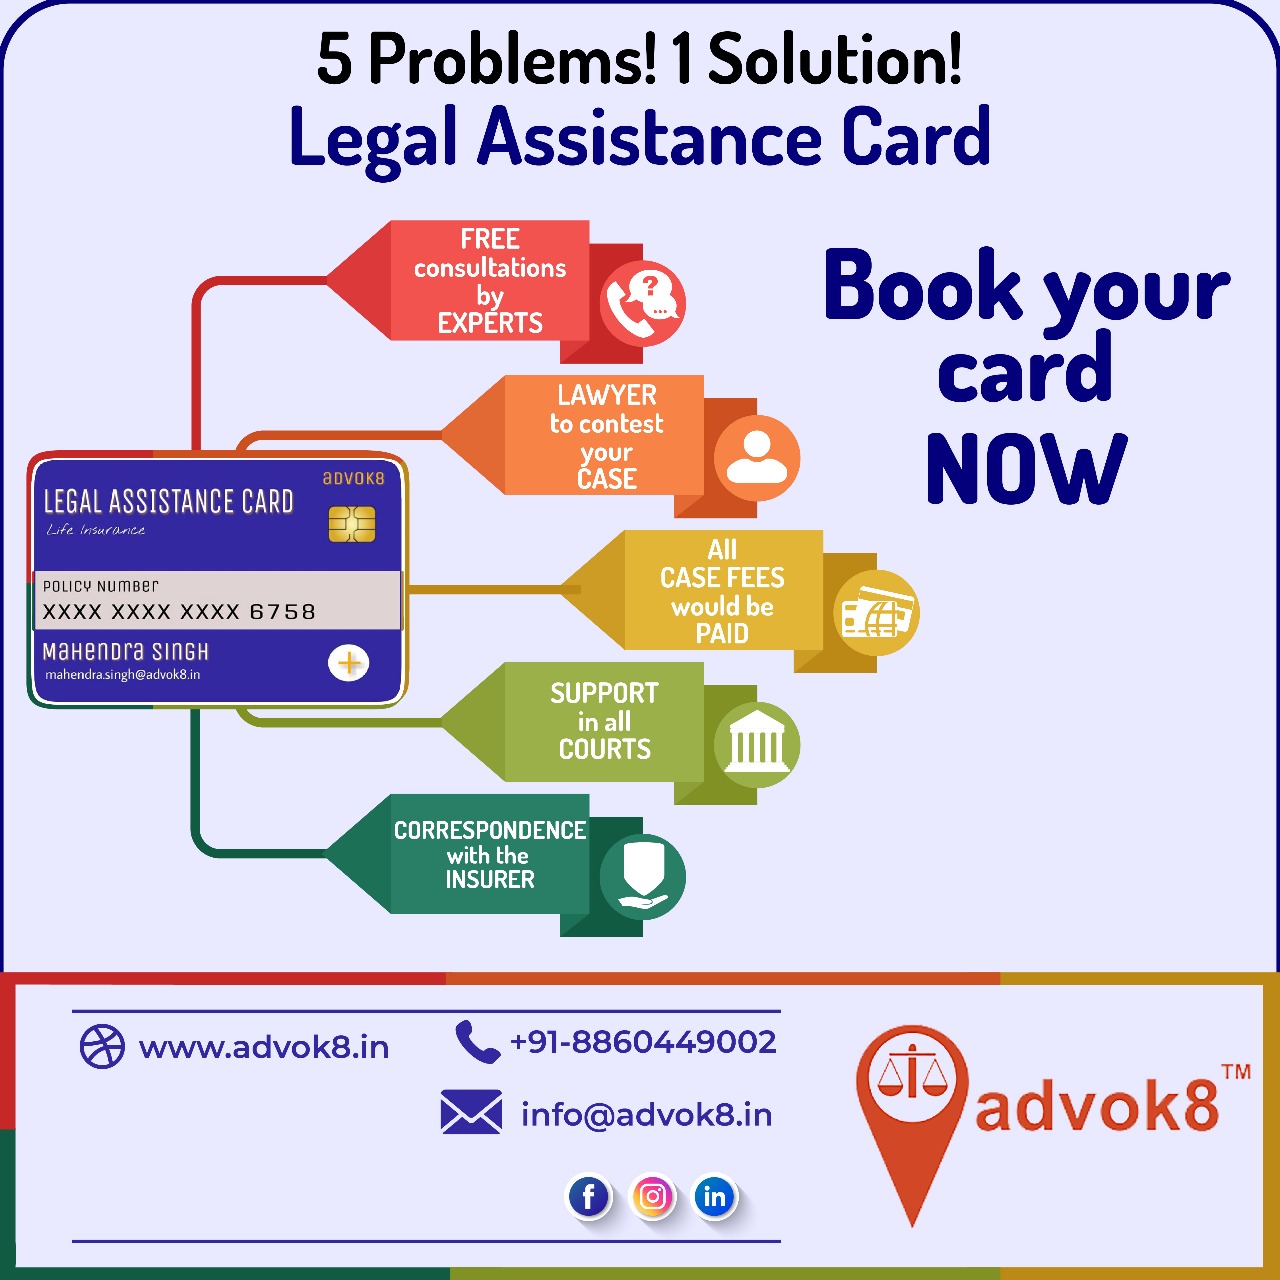 5 Problems! 1 Solution!
Legal Assistance Card
FREE
consultations
by
EXPERTS
Book your
card
NOW
LAWYER
to contest
your
CASE
advok8
LEGAL ASSISTANCE CARD
Life Insurance
POLICY NUMBER
XXXX XXXX XXXX 6758
MaHendra SINGH
mahendra.singh@advok8.in
All
CASE FEES
would be
PAID
SUPPORT
in all
COURTS
CORRESPONDENCE
with the
INSURER
www.advok8.in
+91-8860449002
info@advok8.in
advok8™